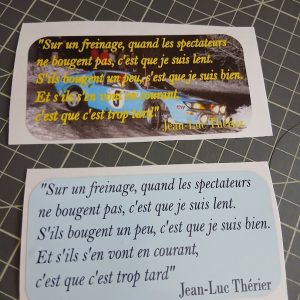 "Sur un freinage, quand les spectateurs
ne bougent pas, c'est que je suis lent.
S'ils bougent un peu, c'est que je suis bien.
Et s'ils s'en vont en courant,
c'est que c'est trop tard"
Jean-Luc Thérier
"Sur un freinage, quand les spectateurs
ne bougent pas, c'est que je suis lent.
S'ils bougent un peu, c'est que je suis bien.
Et s'ils s'en vont en courant,
c'est que c'est trop tard"
Jean-Luc Thérier